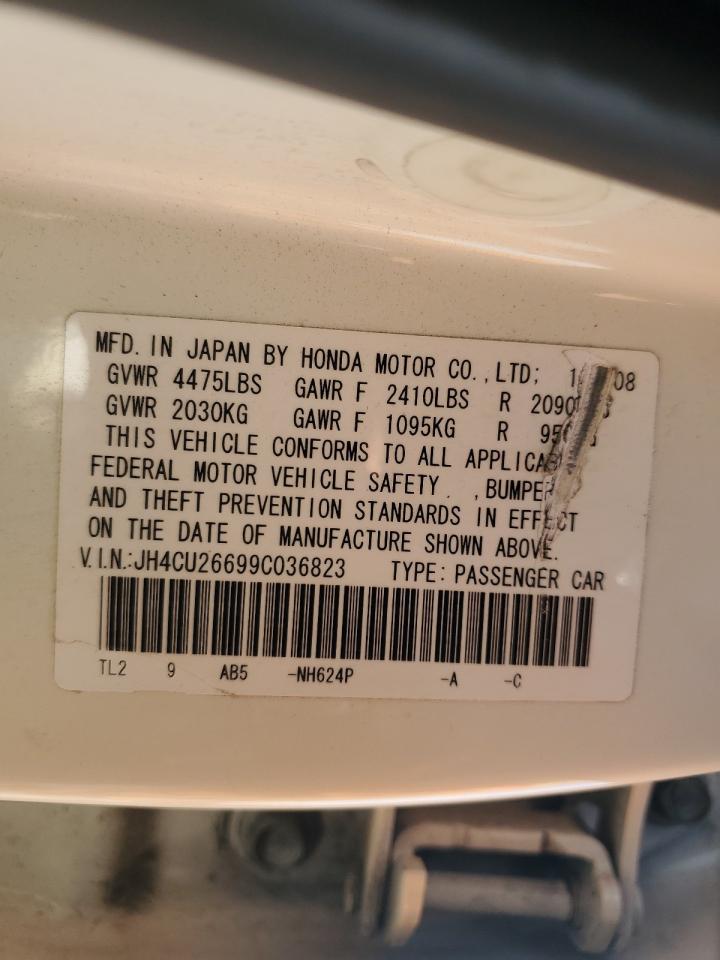 MFD. IN JAPAN BY HONDA MOTOR CO., LTD;
GVWR 4475LBS GAWR F 2410LBS R
GVWR 2030KG GAWR F 1095KG R
THIS VEHICLE CONFORMS TO ALL
FEDERAL MOTOR VEHICLE SAFETY , BUMPER
AND THEFT PREVENTION STANDARDS IN EFFECT
ON THE DATE OF MANUFACTURE SHOWN ABOVE.
V.I.N.:JH4CU26699C036823 TYPE: PASSENGER CAR
TL2 9 AB5 -NH624P -A -C